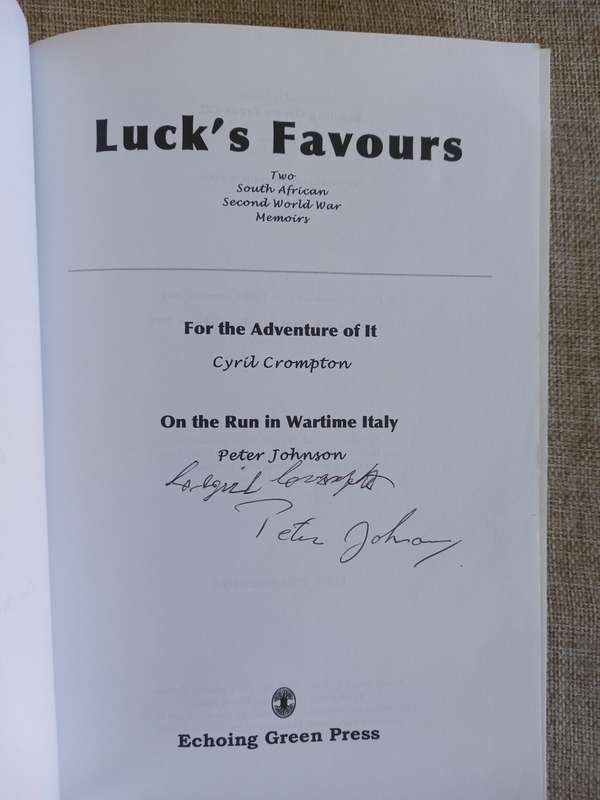 Luck's Favours
Two
South African
Second World War
Memoirs
For the Adventure of It
Cyril Crompton
On the Run in Wartime Italy
Peter Johnson
Peter Johnson
Echoing Green Press